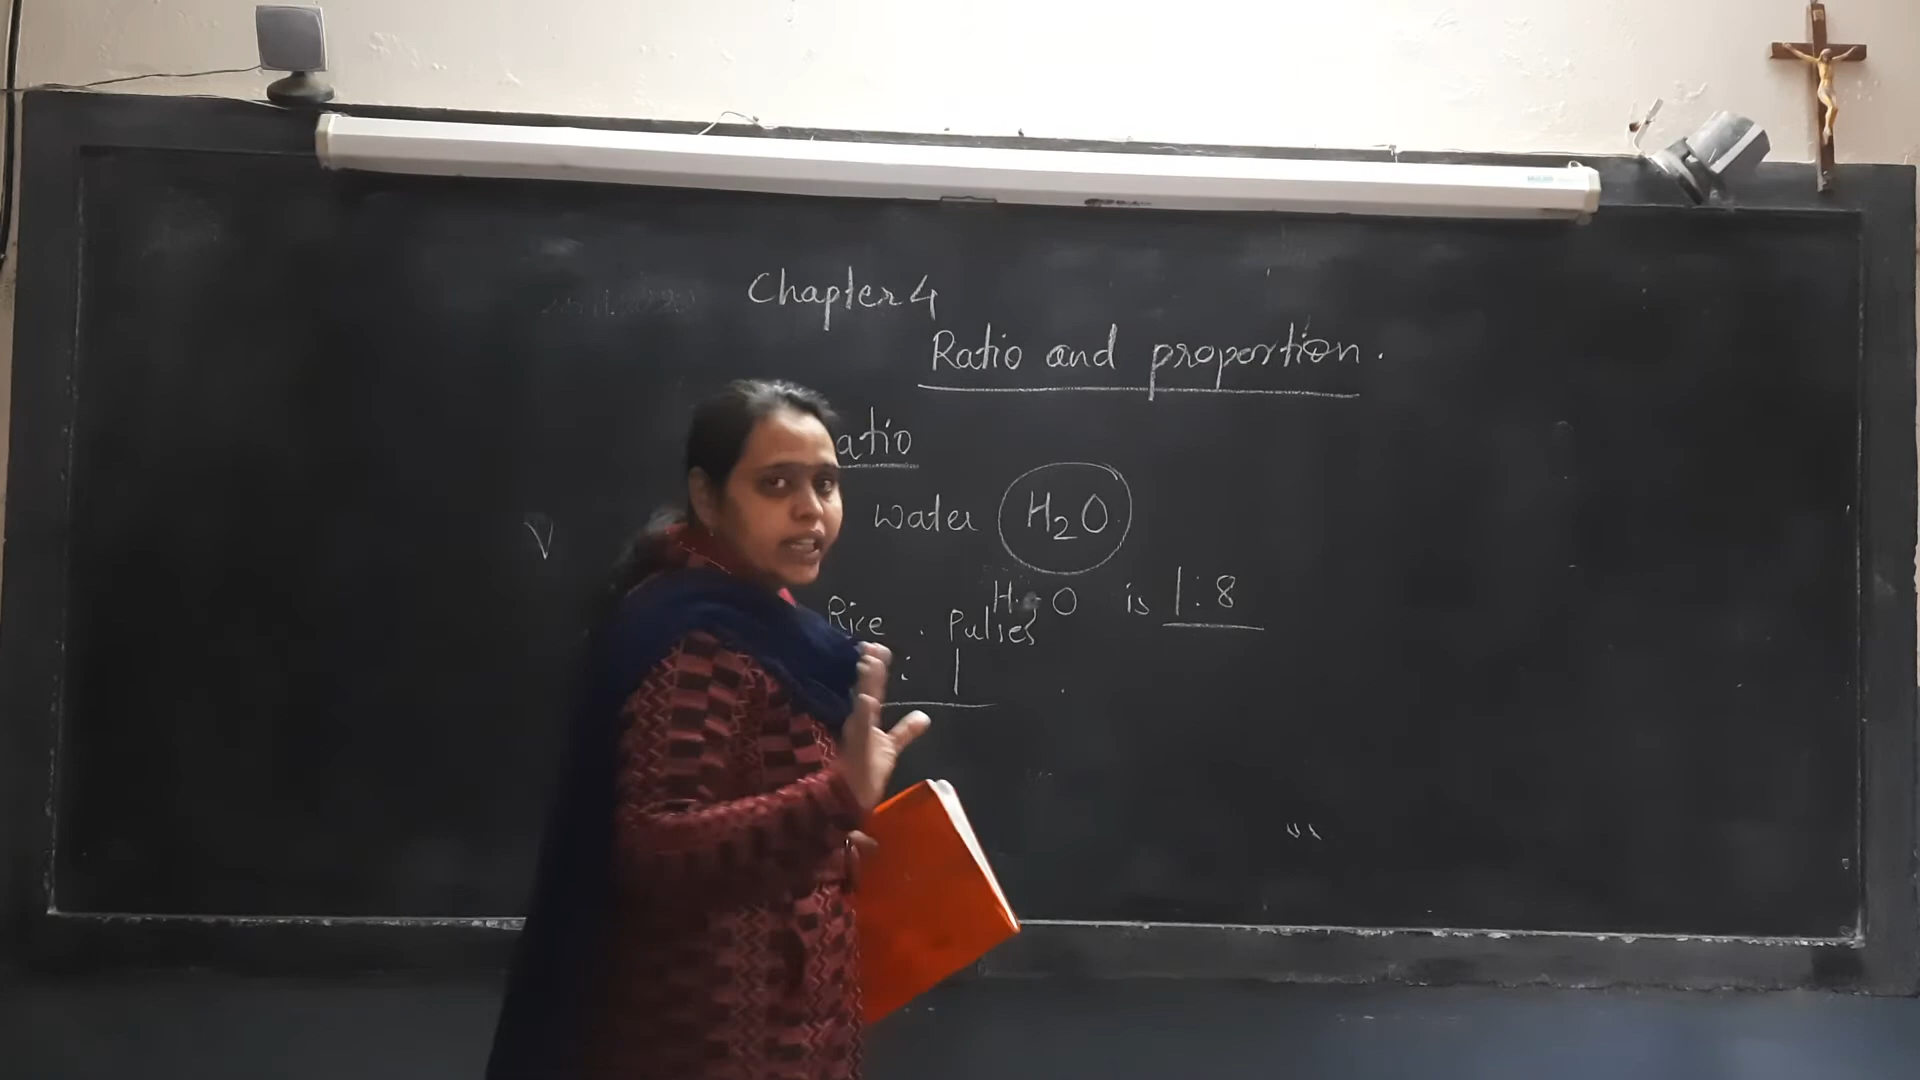 Chapter 4
Ratio and proportion.
atio
water H₂O
V
H : O is 1:8
Rice . Pulses
: 1